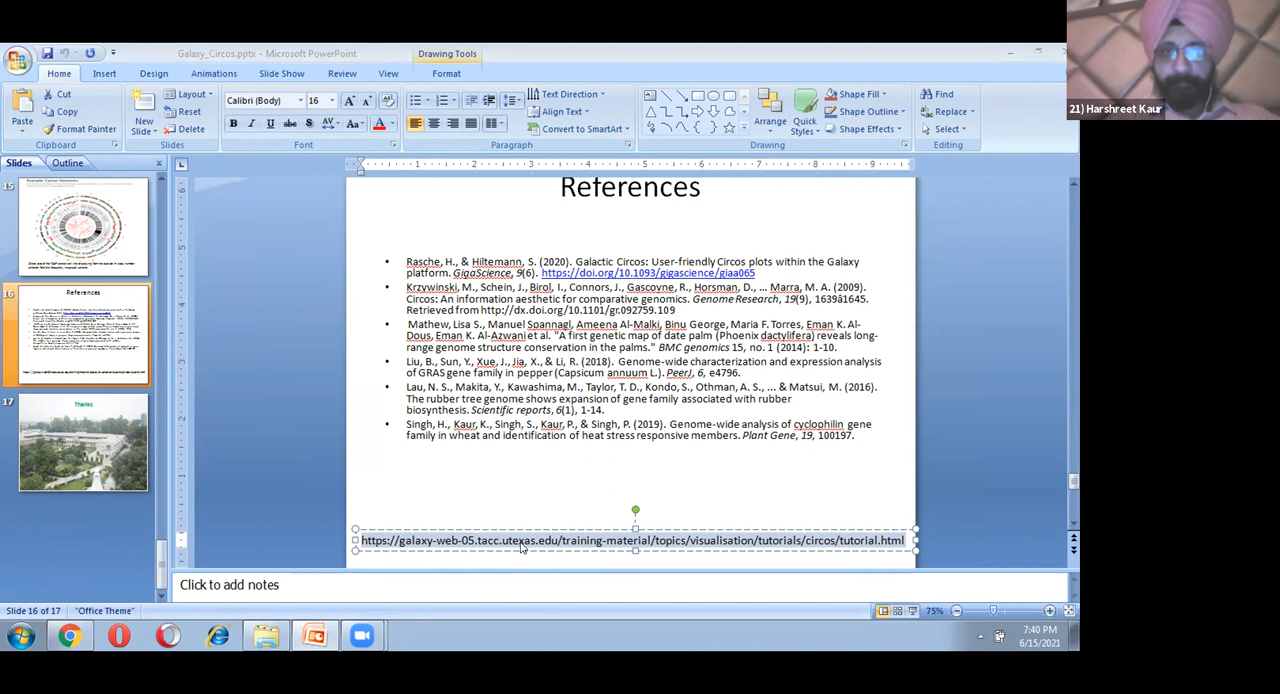 Galaxy_Circos.pptx - Microsoft PowerPoint
Drawing Tools
Home Insert Design Animations Slide Show Review View Format
Paste
Cut
Copy
Format Painter
Clipboard
New Slide
Layout
Reset
Delete
Slides
Calibri (Body) 16
Font
Text Direction
Align Text
Convert to SmartArt
Paragraph
Arrange
Quick Styles
Shape Fill
Shape Outline
Shape Effects
Drawing
Find
Replace
Select
Editing
21) Harshreet Kaur
Slides Outline
15
16
References
17
Thanks
References
• Rasche, H., & Hiltemann, S. (2020). Galactic Circos: User-friendly Circos plots within the Galaxy
platform. GigaScience, 9(6). https://doi.org/10.1093/gigascience/giaa065
• Krzywinski, M., Schein, J., Birol, I., Connors, J., Gascoyne, R., Horsman, D., … Marra, M. A. (2009).
Circos: An information aesthetic for comparative genomics. Genome Research, 19(9), 1639â1645.
Retrieved from http://dx.doi.org/10.1101/gr.092759.109
• Mathew, Lisa S., Manuel Spannagl, Ameena Al-Malki, Binu George, Maria F. Torres, Eman K. Al-
Dous, Eman K. Al-Azwani et al. "A first genetic map of date palm (Phoenix dactylifera) reveals long-
range genome structure conservation in the palms." BMC genomics 15, no. 1 (2014): 1-10.
• Liu, B., Sun, Y., Xue, J., Jia, X., & Li, R. (2018). Genome-wide characterization and expression analysis
of GRAS gene family in pepper (Capsicum annuum L.). PeerJ, 6, e4796.
• Lau, N. S., Makita, Y., Kawashima, M., Taylor, T. D., Kondo, S., Othman, A. S., ... & Matsui, M. (2016).
The rubber tree genome shows expansion of gene family associated with rubber
biosynthesis. Scientific reports, 6(1), 1-14.
• Singh, H., Kaur, K., Singh, S., Kaur, P., & Singh, P. (2019). Genome-wide analysis of cyclophilin gene
family in wheat and identification of heat stress responsive members. Plant Gene, 19, 100197.
https://galaxy-web-05.tacc.utexas.edu/training-material/topics/visualisation/tutorials/circos/tutorial.html
Click to add notes
Slide 16 of 17 "Office Theme" 75%
7:40 PM
6/15/2021